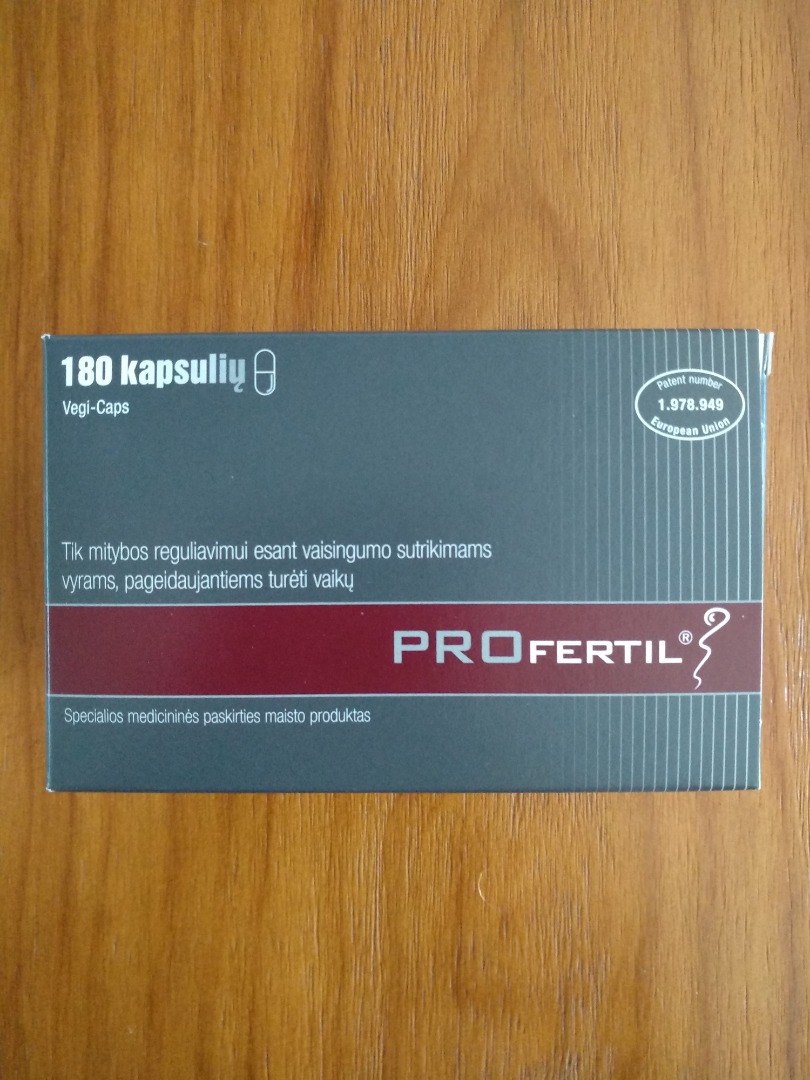 180 kapsulių
Vegi-Caps
Patent number
1.978.949
European Union
Tik mitybos reguliavimui esant vaisingumo sutrikimams
vyrams, pageidaujantiems turėti vaikų
PROFERTIL®
Specialios medicininės paskirties maisto produktas